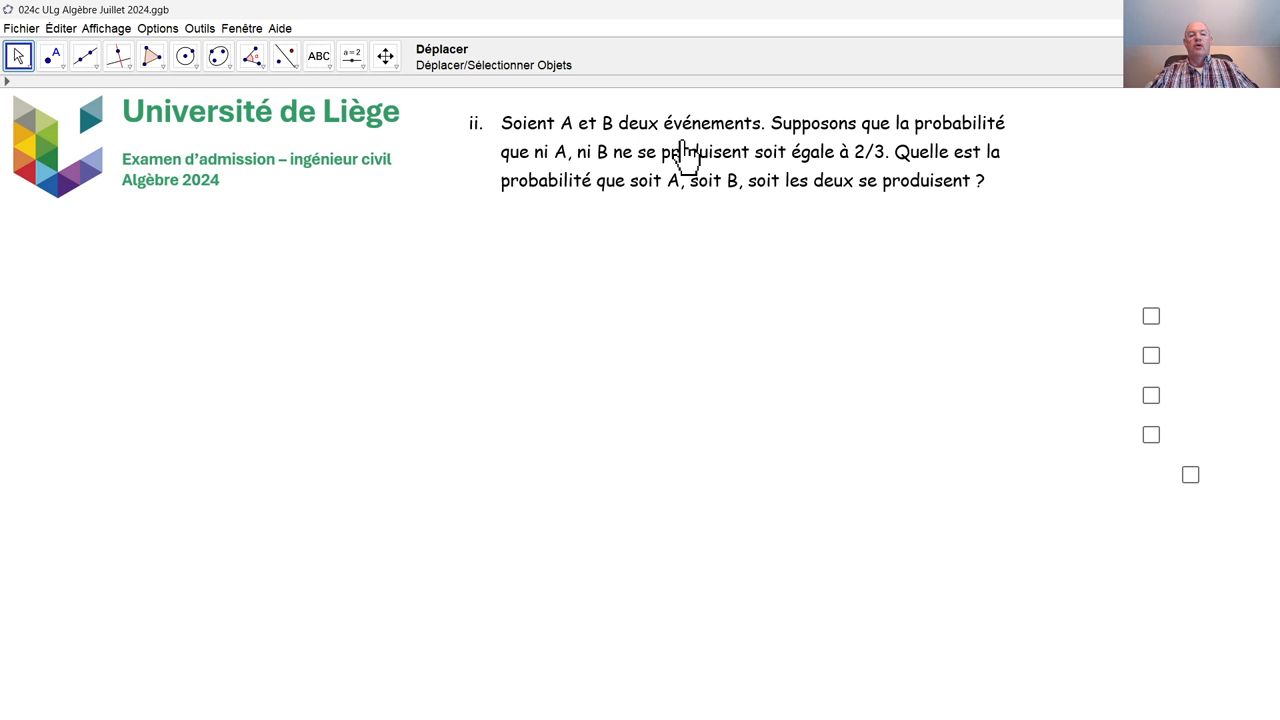 024c ULg Algèbre Juillet 2024.ggb
Fichier Éditer Affichage Options Outils Fenêtre Aide
A
ABC
a=2
Déplacer
Déplacer/Sélectionner Objets
Université de Liège
Examen d'admission – ingénieur civil
Algèbre 2024
ii. Soient A et B deux événements. Supposons que la probabilité
que ni A, ni B ne se produisent soit égale à 2/3. Quelle est la
probabilité que soit A, soit B, soit les deux se produisent ?